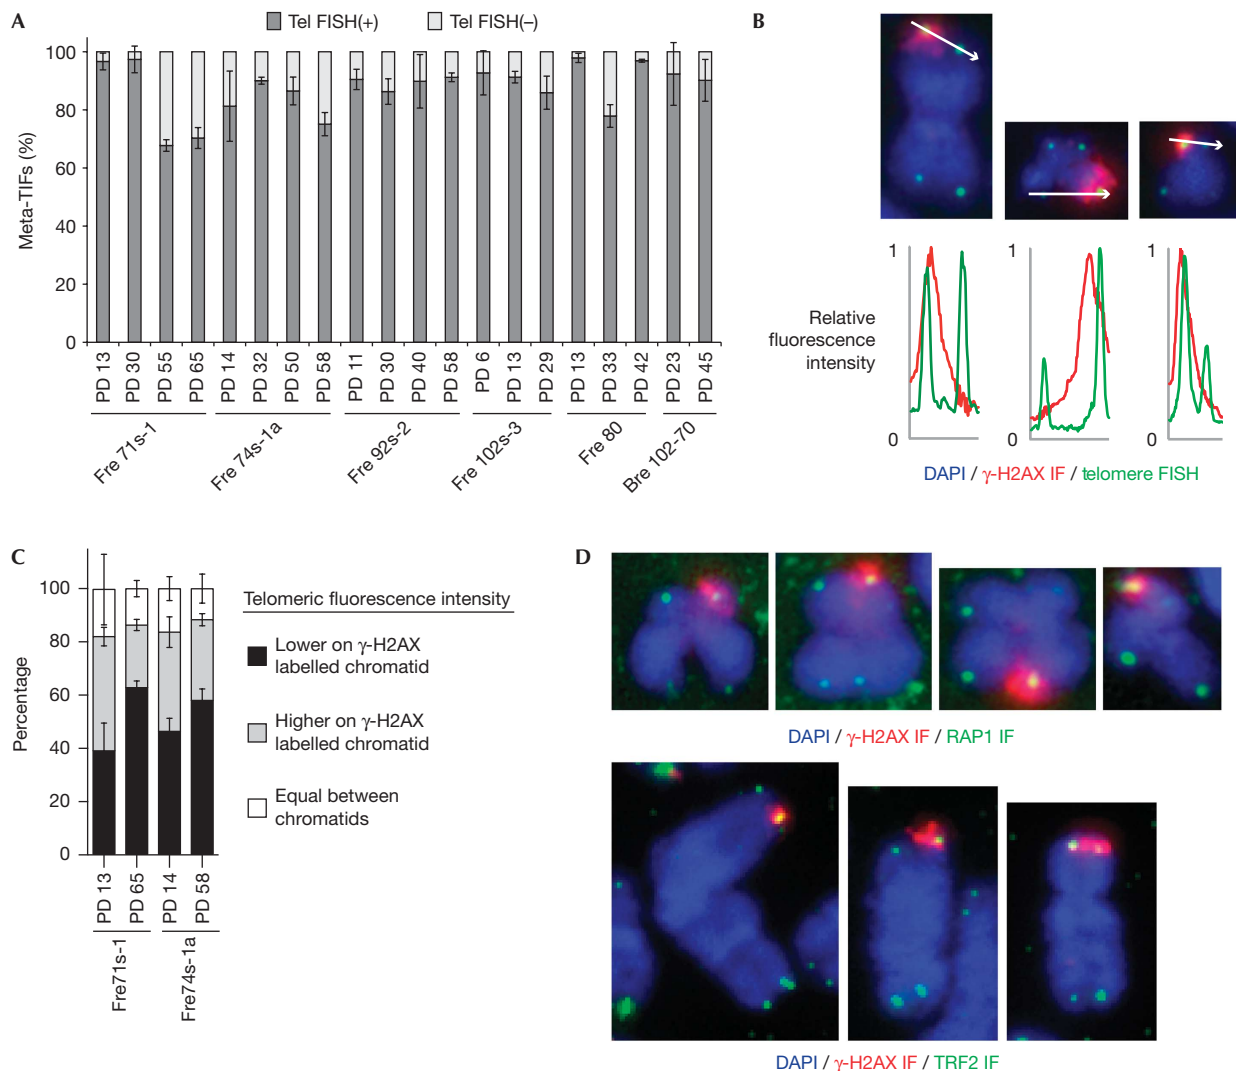 A
Tel FISH(+) Tel FISH(–)
Meta-TIFs (%)
100
80
60
40
20
0
PD 13 PD 30 PD 55 PD 65 PD 14 PD 32 PD 50 PD 58 PD 11 PD 30 PD 40 PD 58 PD 6 PD 13 PD 29 PD 13 PD 33 PD 42 PD 23 PD 45
Fre 71s-1 Fre 74s-1a Fre 92s-2 Fre 102s-3 Fre 80 Bre 102-70
B
1 1 1
Relative
fluorescence
intensity
0 0 0
DAPI / γ-H2AX IF / telomere FISH
C
Percentage
100
80
60
40
20
0
PD 13 PD 65 PD 14 PD 58
Fre71s-1 Fre74s-1a
Telomeric fluorescence intensity
Lower on γ-H2AX
labelled chromatid
Higher on γ-H2AX
labelled chromatid
Equal between
chromatids
D
DAPI / γ-H2AX IF / RAP1 IF
DAPI / γ-H2AX IF / TRF2 IF